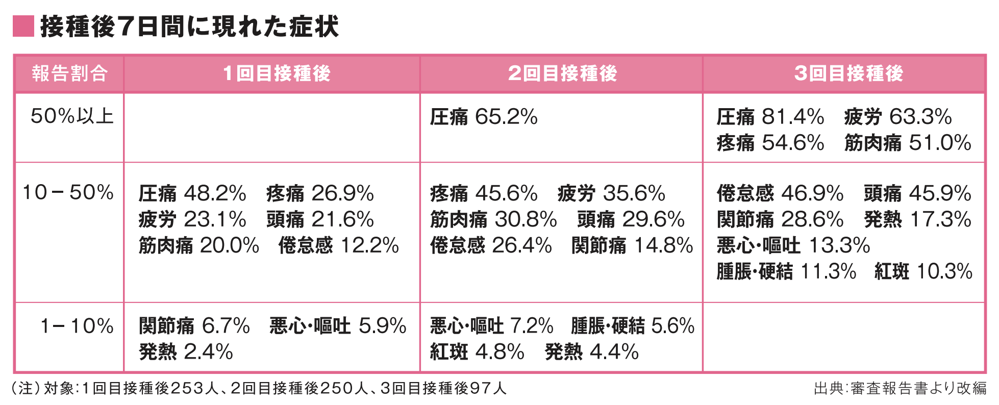 接種後7日間に現れた症状
報告割合 1回目接種後 2回目接種後 3回目接種後
50%以上
圧痛 65.2%
圧痛 81.4% 疲労 63.3%
疼痛 54.6% 筋肉痛 51.0%
10－50%
圧痛 48.2% 疼痛 26.9%
疲労 23.1% 頭痛 21.6%
筋肉痛 20.0% 倦怠感 12.2%
疼痛 45.6% 疲労 35.6%
筋肉痛 30.8% 頭痛 29.6%
倦怠感 26.4% 関節痛 14.8%
倦怠感 46.9% 頭痛 45.9%
関節痛 28.6% 発熱 17.3%
悪心・嘔吐 13.3%
腫脹・硬結 11.3% 紅斑 10.3%
1－10%
関節痛 6.7% 悪心・嘔吐 5.9%
発熱 2.4%
悪心・嘔吐 7.2% 腫脹・硬結 5.6%
紅斑 4.8% 発熱 4.4%
（注）対象：1回目接種後253人、2回目接種後250人、3回目接種後97人
出典：審査報告書より改編